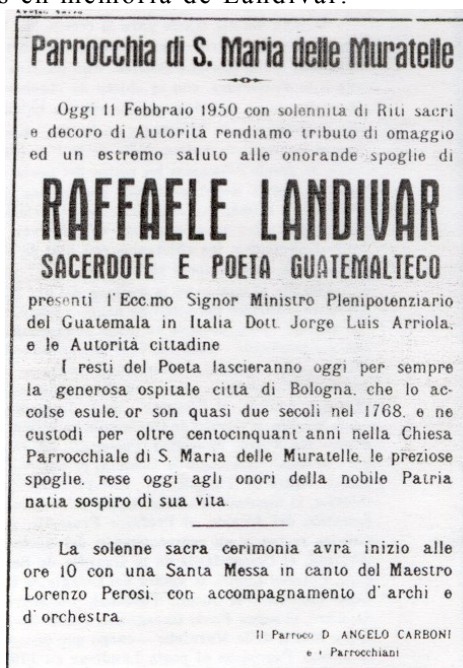 s en memoria de Landívar.
Parrocchia di S. Maria delle Muratelle
Oggi 11 Febbraio 1950 con solennità di Riti sacri
e decoro di Autorità rendiamo tributo di omaggio
ed un estremo saluto alle onorande spoglie di
RAFFAELE LANDIVAR
SACERDOTE E POETA GUATEMALTECO
presenti l'Ecc.mo Signor Ministro Plenipotenziario
del Guatemala in Italia Dott. Jorge Luis Arriola,
e le Autorità cittadine
I resti del Poeta lascieranno oggi per sempre
la generosa ospitale città di Bologna, che lo ac-
colse esule, or son quasi due secoli nel 1768, e ne
custodì per oltre centocinquant'anni nella Chiesa
Parrocchiale di S. Maria delle Muratelle, le preziose
spoglie, rese oggi agli onori della nobile Patria
natia sospiro di sua vita.
La solenne sacra cerimonia avrà inizio alle
ore 10 con una Santa Messa in canto del Maestro
Lorenzo Perosi, con accompagnamento d'archi e
d'orchestra.
Il Parroco D. ANGELO CARBONI
e i Parrocchiani